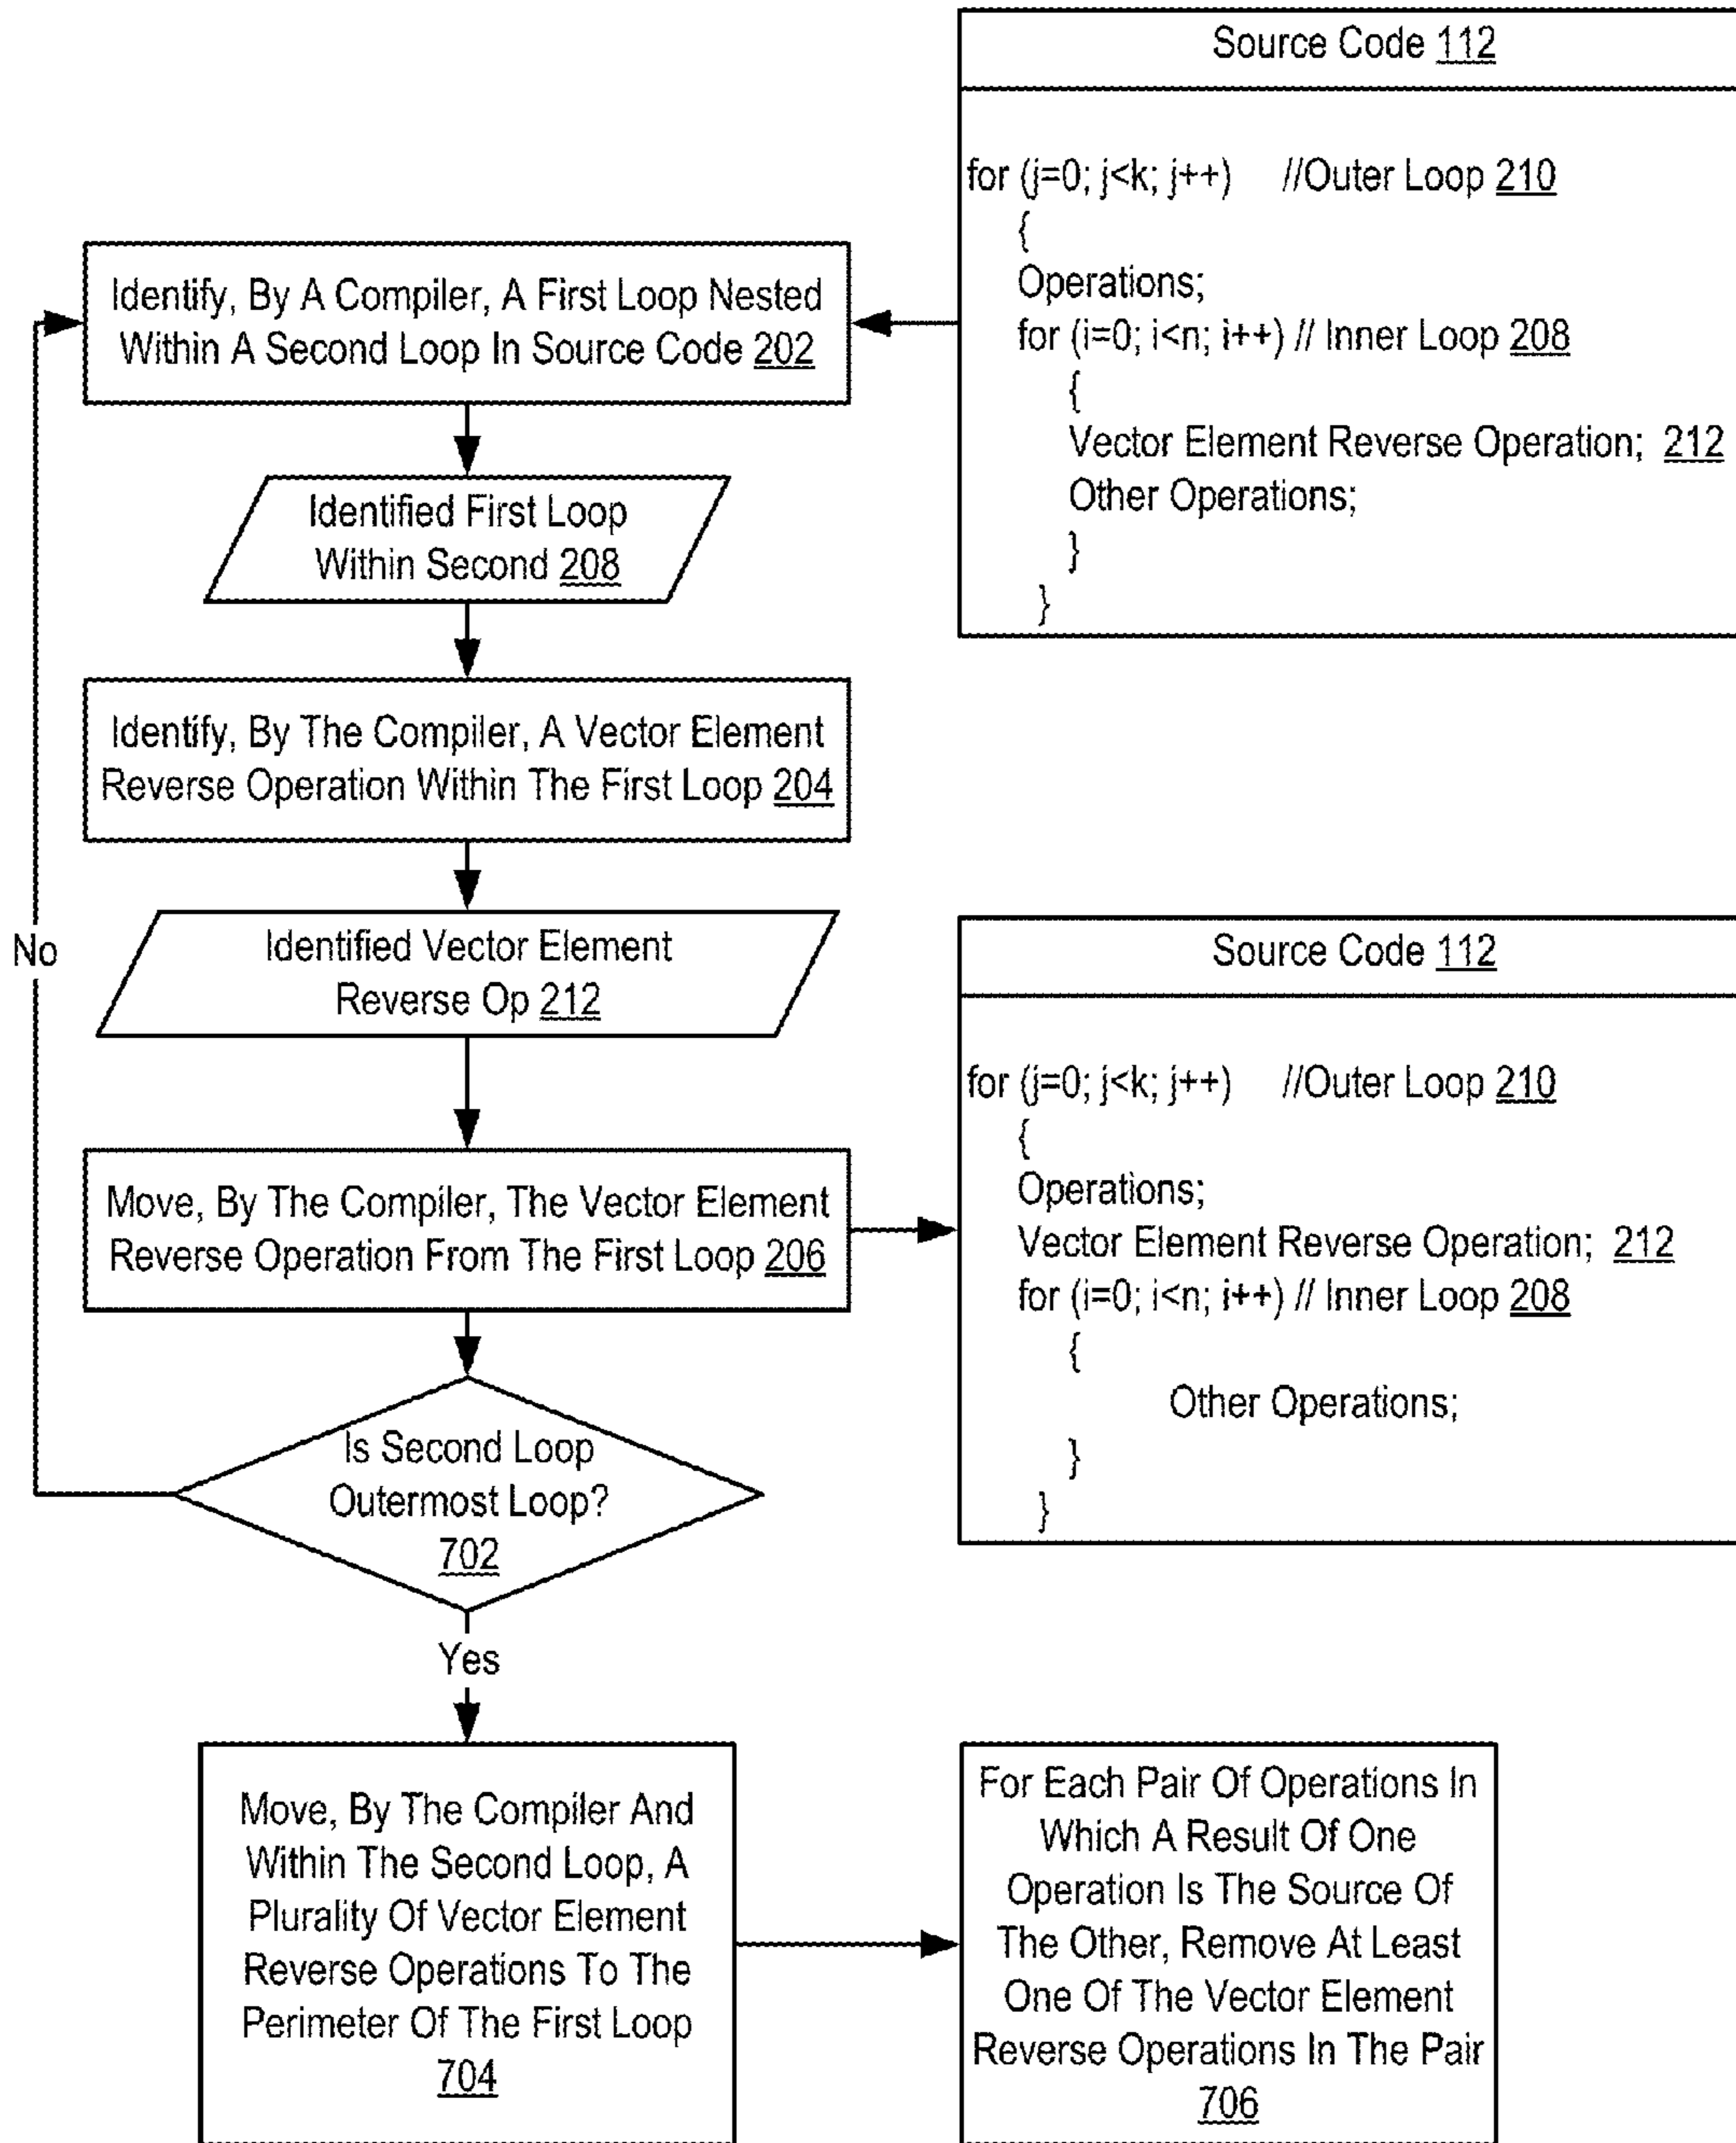 Source Code 112
for (j=0; j<k; j++) //Outer Loop 210
{
Operations;
for (i=0; i<n; i++) // Inner Loop 208
{
Vector Element Reverse Operation; 212
Other Operations;
}
}
Identify, By A Compiler, A First Loop Nested
Within A Second Loop In Source Code 202
Identified First Loop
Within Second 208
Identify, By The Compiler, A Vector Element
Reverse Operation Within The First Loop 204
Identified Vector Element
Reverse Op 212
No
Move, By The Compiler, The Vector Element
Reverse Operation From The First Loop 206
Source Code 112
for (j=0; j<k; j++) //Outer Loop 210
{
Operations;
Vector Element Reverse Operation; 212
for (i=0; i<n; i++) // Inner Loop 208
{
Other Operations;
}
}
Is Second Loop
Outermost Loop?
702
Yes
Move, By The Compiler And
Within The Second Loop, A
Plurality Of Vector Element
Reverse Operations To The
Perimeter Of The First Loop
704
For Each Pair Of Operations In
Which A Result Of One
Operation Is The Source Of
The Other, Remove At Least
One Of The Vector Element
Reverse Operations In The Pair
706